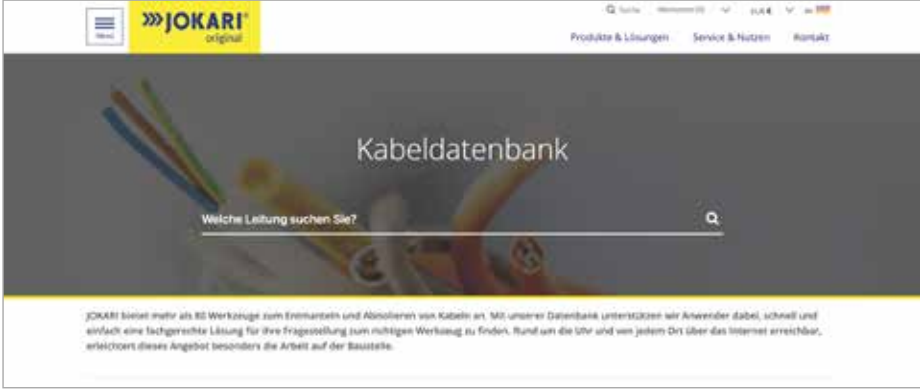 JOKARI®
original
Menü
Suche
EUR €
Produkte & Lösungen Service & Nutzen Kontakt
Kabeldatenbank
Welche Leitung suchen Sie?
JOKARI bietet mehr als 80 Werkzeuge zum Entmanteln und Abisolieren von Kabeln an. Mit unserer Datenbank unterstützen wir Anwender dabei, schnell und
einfach eine fachgerechte Lösung für ihre Fragestellung zum richtigen Werkzeug zu finden. Rund um die Uhr und von jedem Ort über das Internet erreichbar,
erleichtert dieses Angebot besonders die Arbeit auf der Baustelle.